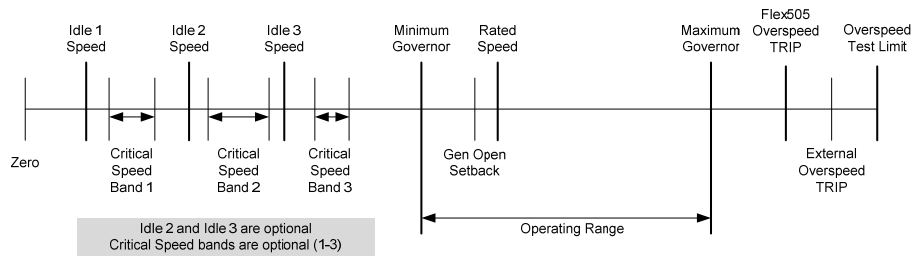 Idle 1
Speed
Idle 2
Speed
Idle 3
Speed
Minimum
Governor
Rated
Speed
Maximum
Governor
Flex505
Overspeed
TRIP
Overspeed
Test Limit
Zero
Critical
Speed
Band 1
Critical
Speed
Band 2
Critical
Speed
Band 3
Gen Open
Setback
External
Overspeed
TRIP
Operating Range
Idle 2 and Idle 3 are optional
Critical Speed bands are optional (1-3)